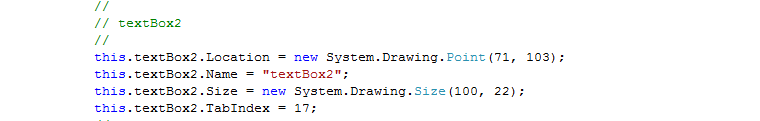 //
// textBox2
//
this.textBox2.Location = new System.Drawing.Point(71, 103);
this.textBox2.Name = "textBox2";
this.textBox2.Size = new System.Drawing.Size(100, 22);
this.textBox2.TabIndex = 17;
//